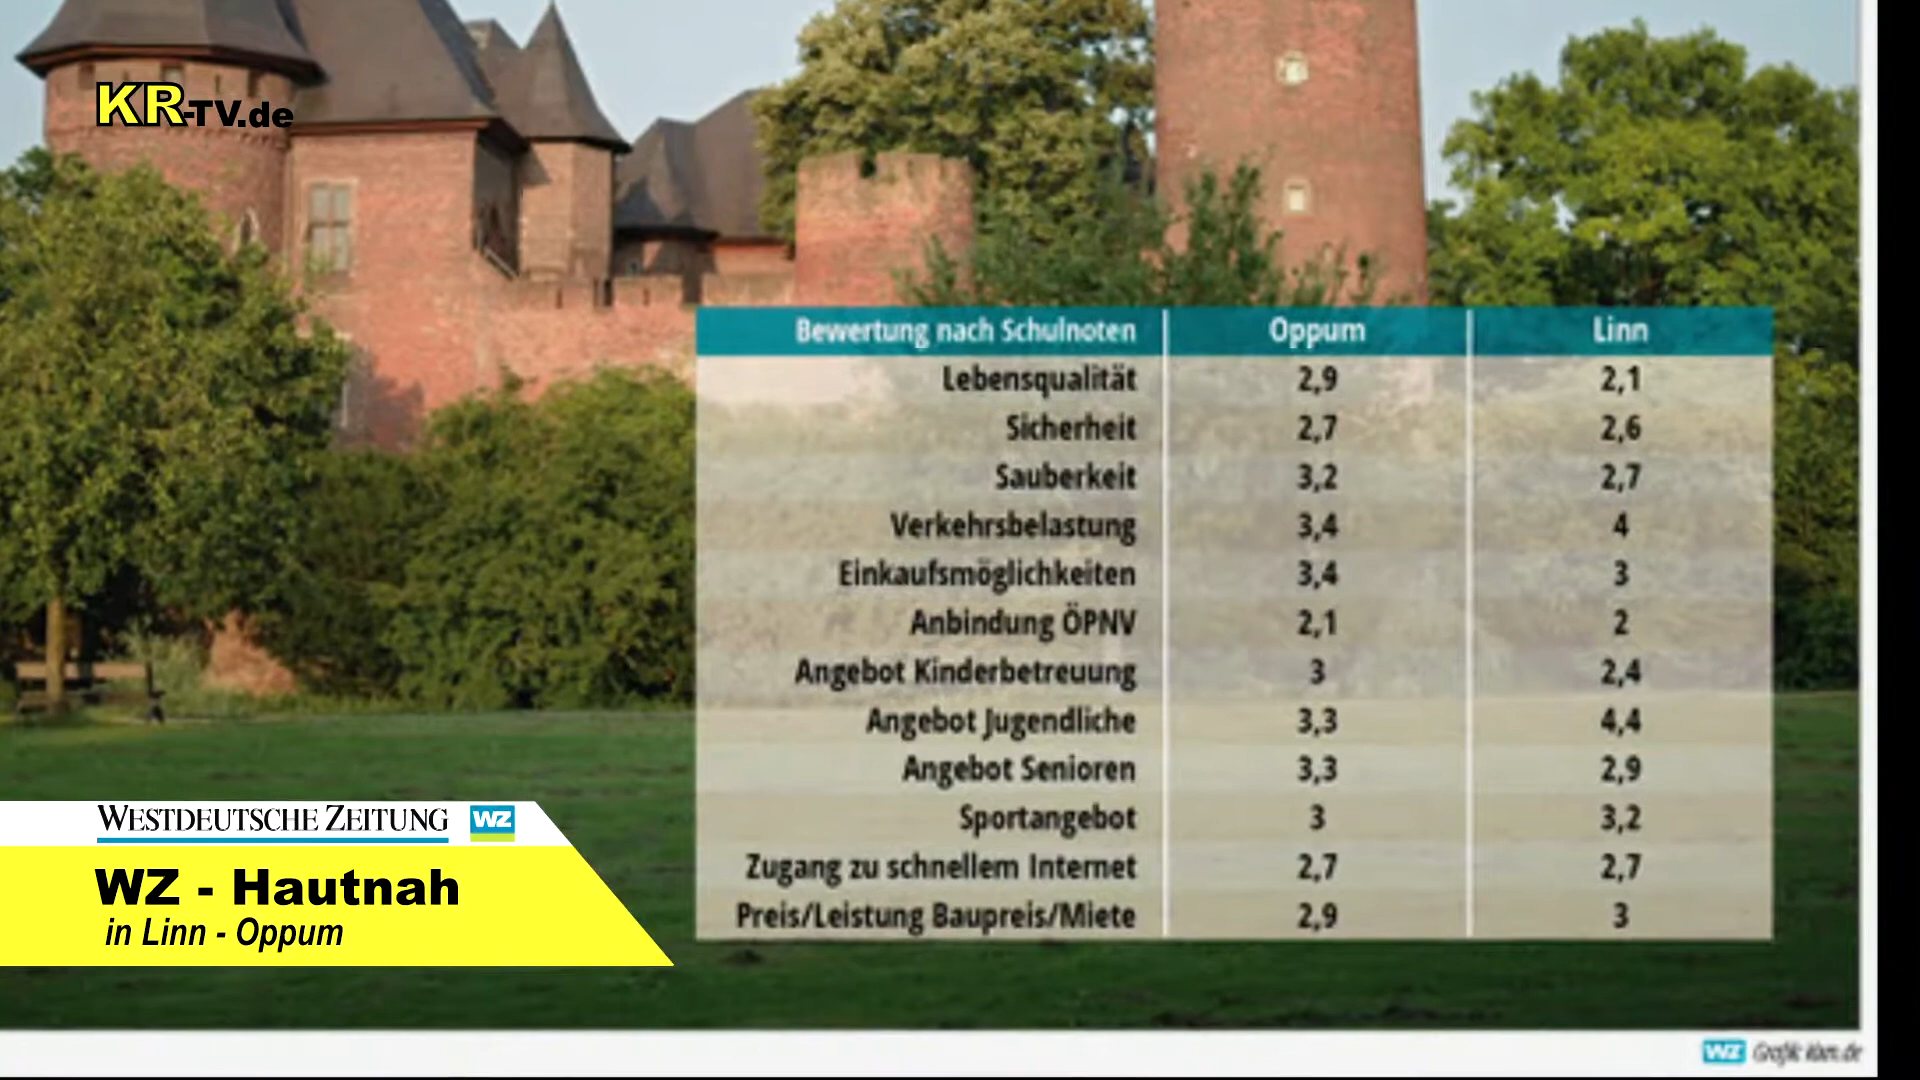 KR-TV.de
Bewertung nach Schulnoten Oppum Linn
Lebensqualität 2,9 2,1
Sicherheit 2,7 2,6
Sauberkeit 3,2 2,7
Verkehrsbelastung 3,4 4
Einkaufsmöglichkeiten 3,4 3
Anbindung ÖPNV 2,1 2
Angebot Kinderbetreuung 3 2,4
Angebot Jugendliche 3,3 4,4
Angebot Senioren 3,3 2,9
Sportangebot 3 3,2
Zugang zu schnellem Internet 2,7 2,7
Preis/Leistung Baupreis/Miete 2,9 3
WESTDEUTSCHE ZEITUNG WZ
WZ - Hautnah
in Linn - Oppum
WZ Grafik: